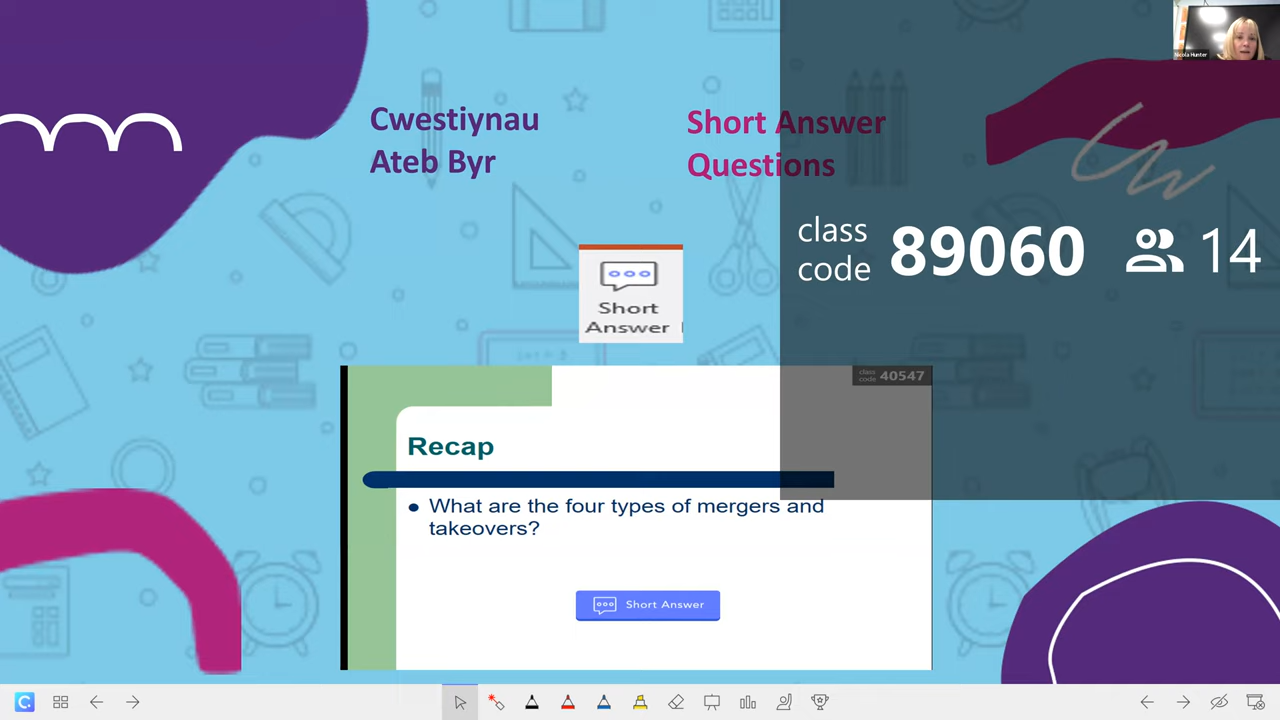 Nicola Hunter
Cwestiynau
Ateb Byr
Short Answer
Questions
class
code
89060
14
Short
Answer
class
code
40547
Recap
What are the four types of mergers and
takeovers?
Short Answer